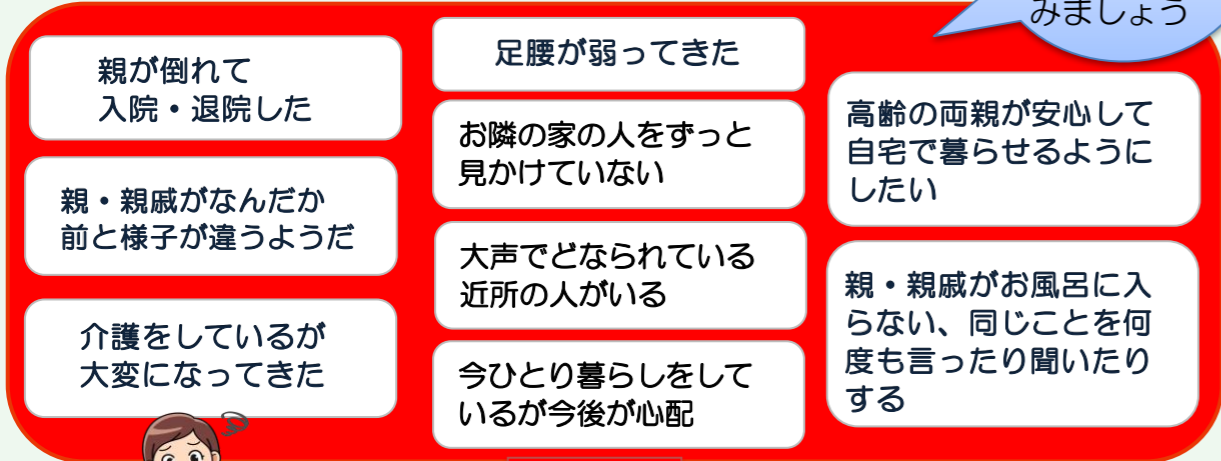 みましょう
親が倒れて
入院・退院した
親・親戚がなんだか
前と様子が違うようだ
介護をしているが
大変になってきた
足腰が弱ってきた
お隣の家の人をずっと
見かけていない
大声でどなられている
近所の人がいる
今ひとり暮らしをして
いるが今後が心配
高齢の両親が安心して
自宅で暮らせるように
したい
親・親戚がお風呂に入
らない、同じことを何
度も言ったり聞いたり
する